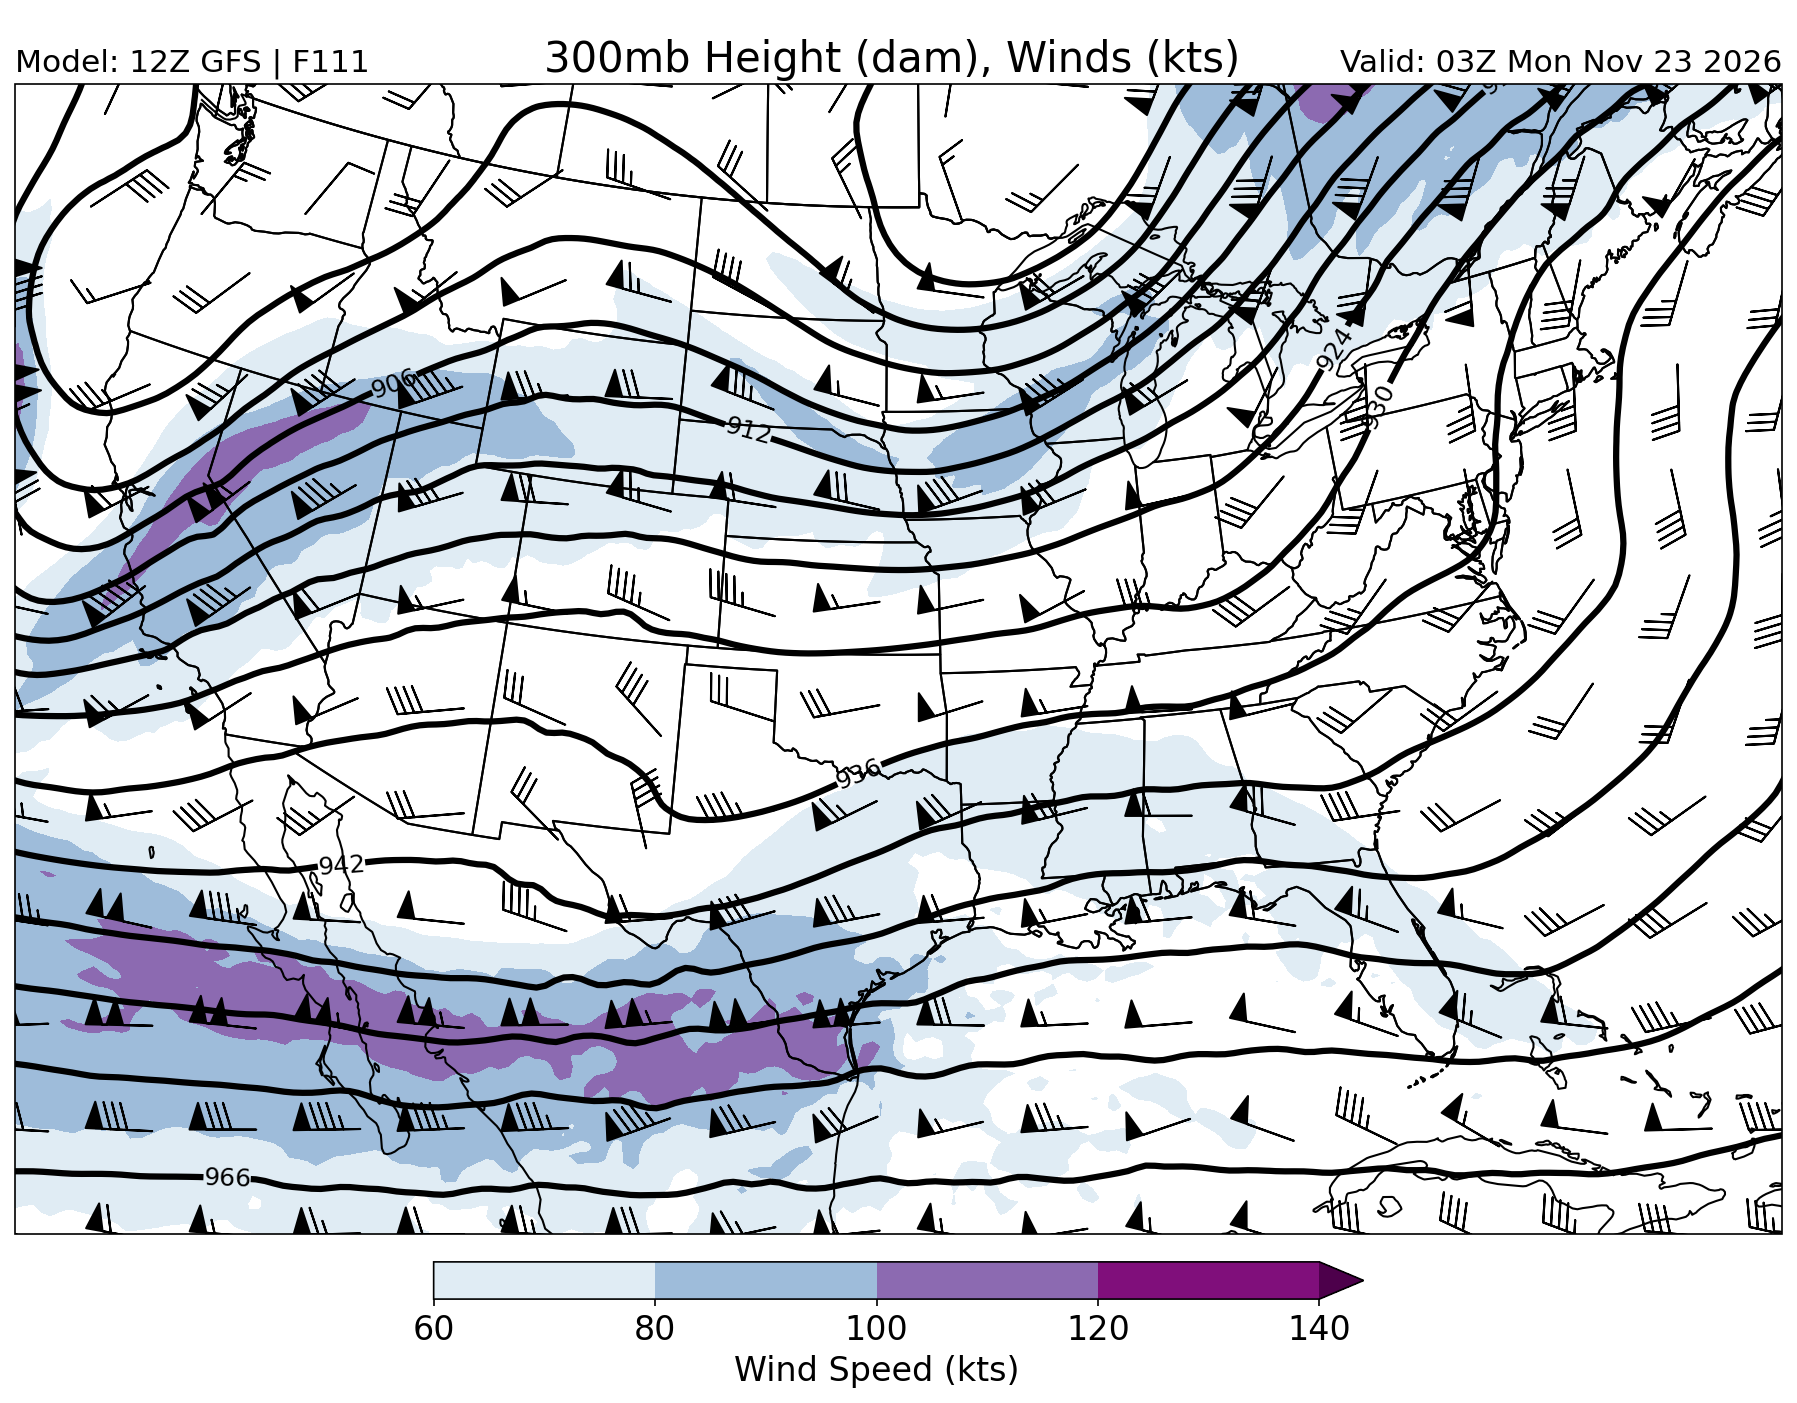 Model: 12Z GFS | F111
300mb Height (dam), Winds (kts)
Valid: 03Z Mon Nov 23 2026
924
906
930
912
936
942
966
60 80 100 120 140
Wind Speed (kts)